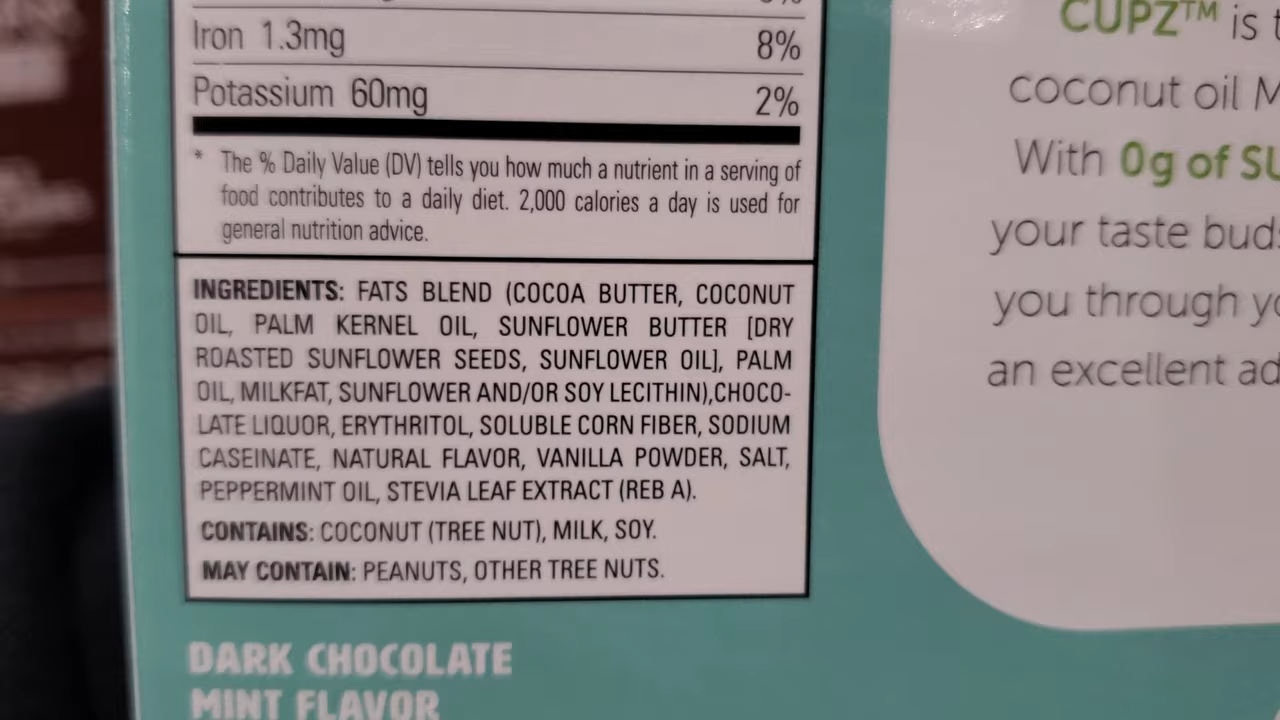 Iron 1.3mg 8%
Potassium 60mg 2%
* The % Daily Value (DV) tells you how much a nutrient in a serving of
food contributes to a daily diet. 2,000 calories a day is used for
general nutrition advice.
INGREDIENTS: FATS BLEND (COCOA BUTTER, COCONUT
OIL, PALM KERNEL OIL, SUNFLOWER BUTTER [DRY
ROASTED SUNFLOWER SEEDS, SUNFLOWER OIL], PALM
OIL, MILKFAT, SUNFLOWER AND/OR SOY LECITHIN),CHOCO-
LATE LIQUOR, ERYTHRITOL, SOLUBLE CORN FIBER, SODIUM
CASEINATE, NATURAL FLAVOR, VANILLA POWDER, SALT,
PEPPERMINT OIL, STEVIA LEAF EXTRACT (REB A).
CONTAINS: COCONUT (TREE NUT), MILK, SOY.
MAY CONTAIN: PEANUTS, OTHER TREE NUTS.
DARK CHOCOLATE
MINT FLAVOR
CUPZ™ is
coconut oil
With 0g of
your taste
you through
an excellent